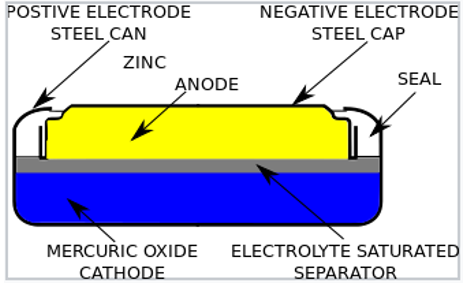 POSTIVE ELECTRODE
STEEL CAN
NEGATIVE ELECTRODE
STEEL CAP
ZINC
ANODE
SEAL
MERCURIC OXIDE
CATHODE
ELECTROLYTE SATURATED
SEPARATOR